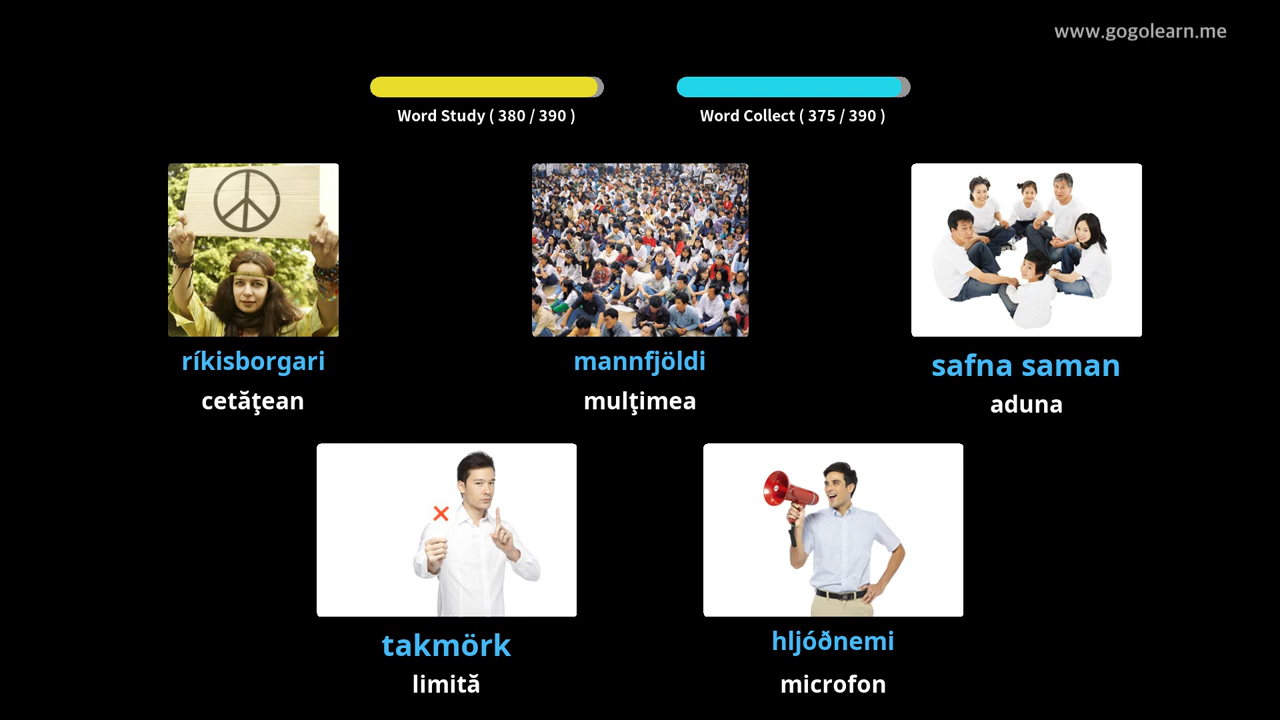 www.gogolearn.me
Word Study ( 380 / 390 )
Word Collect ( 375 / 390 )
ríkisborgari
cetăţean
mannfjöldi
mulţimea
safna saman
aduna
takmörk
limită
hljóðnemi
microfon